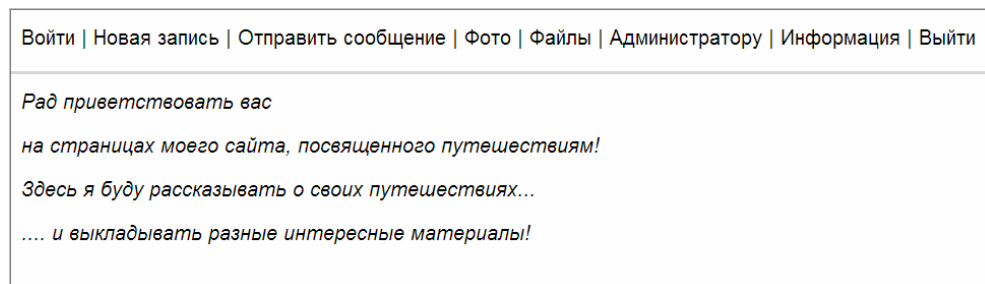 Войти | Новая запись | Отправить сообщение | Фото | Файлы | Администратору | Информация | Выйти
Рад приветствовать вас
на страницах моего сайта, посвященного путешествиям!
Здесь я буду рассказывать о своих путешествиях...
.... и выкладывать разные интересные материалы!